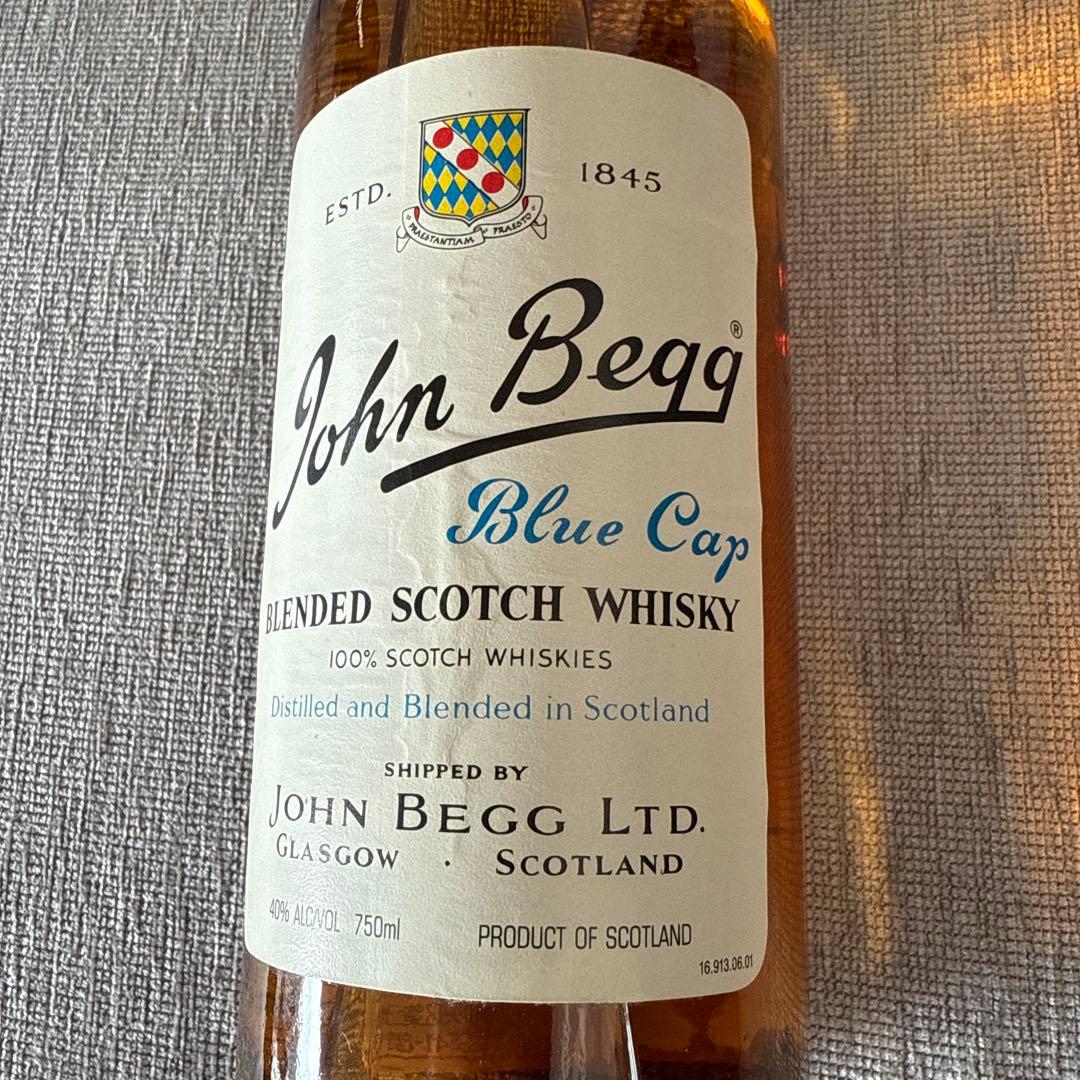 ESTD. 1845
PRAESTANTIAM ET PRAESTO
John Begg®
Blue Cap
BLENDED SCOTCH WHISKY
100% SCOTCH WHISKIES
Distilled and Blended in Scotland
SHIPPED BY
JOHN BEGG LTD.
GLASGOW · SCOTLAND
40% ALC/VOL 750ml PRODUCT OF SCOTLAND
16.913.06.01